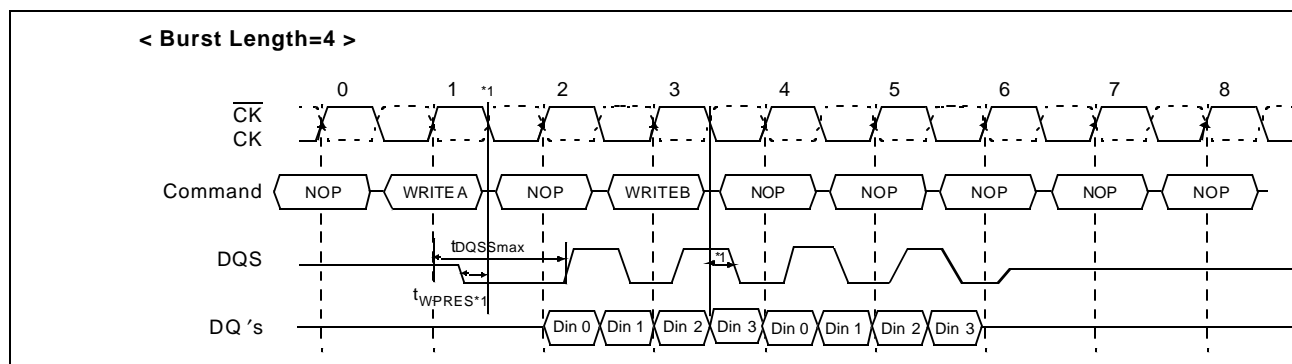 < Burst Length=4 >
0 1 *1 2 3 4 5 6 7 8
CK
CK
Command NOP WRITE A NOP WRITEB NOP NOP NOP NOP NOP
DQS tDQSSmax *1
tWPRES*1
DQ 's Din 0 Din 1 Din 2 Din 3 Din 0 Din 1 Din 2 Din 3